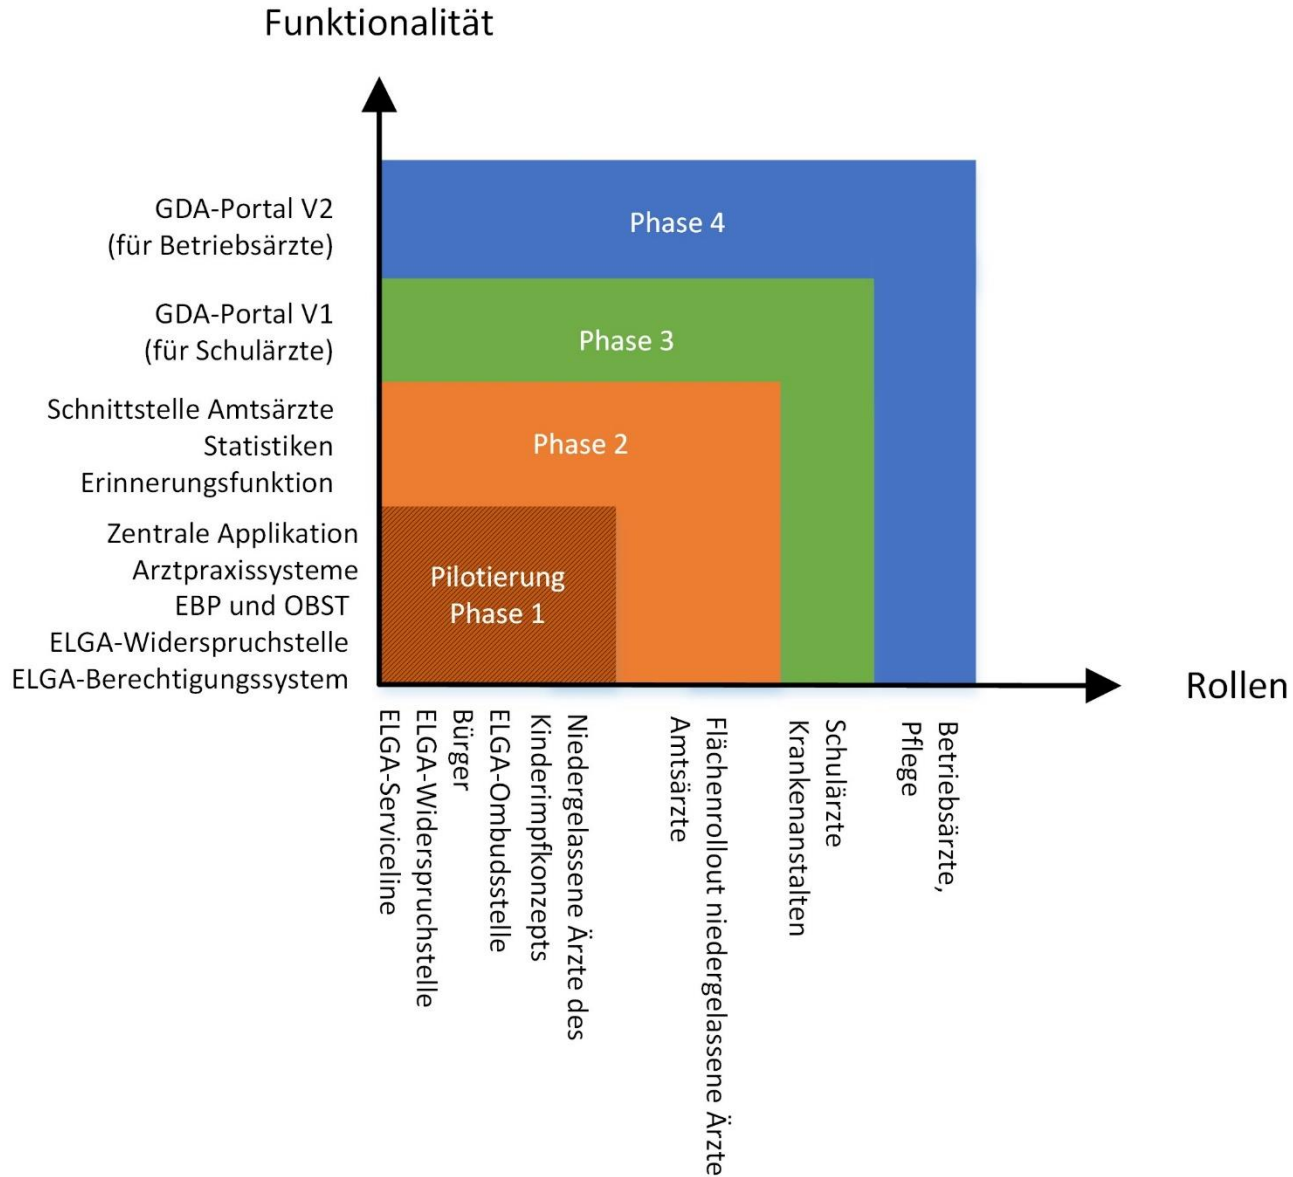 Funktionalität
GDA-Portal V2
(für Betriebsärzte)
GDA-Portal V1
(für Schulärzte)
Schnittstelle Amtsärzte
Statistiken
Erinnerungsfunktion
Zentrale Applikation
Arztpraxissysteme
EBP und OBST
ELGA-Widerspruchstelle
ELGA-Berechtigungssystem
Phase 4
Phase 3
Phase 2
Pilotierung
Phase 1
Rollen
ELGA-Serviceline
ELGA-Widerspruchstelle
Bürger
ELGA-Ombudsstelle
Niedergelassene Ärzte des
Kinderimpfkonzepts
Amtsärzte
Flächenrollout niedergelassene Ärzte
Krankenanstalten
Schulärzte
Betriebsärzte,
Pflege